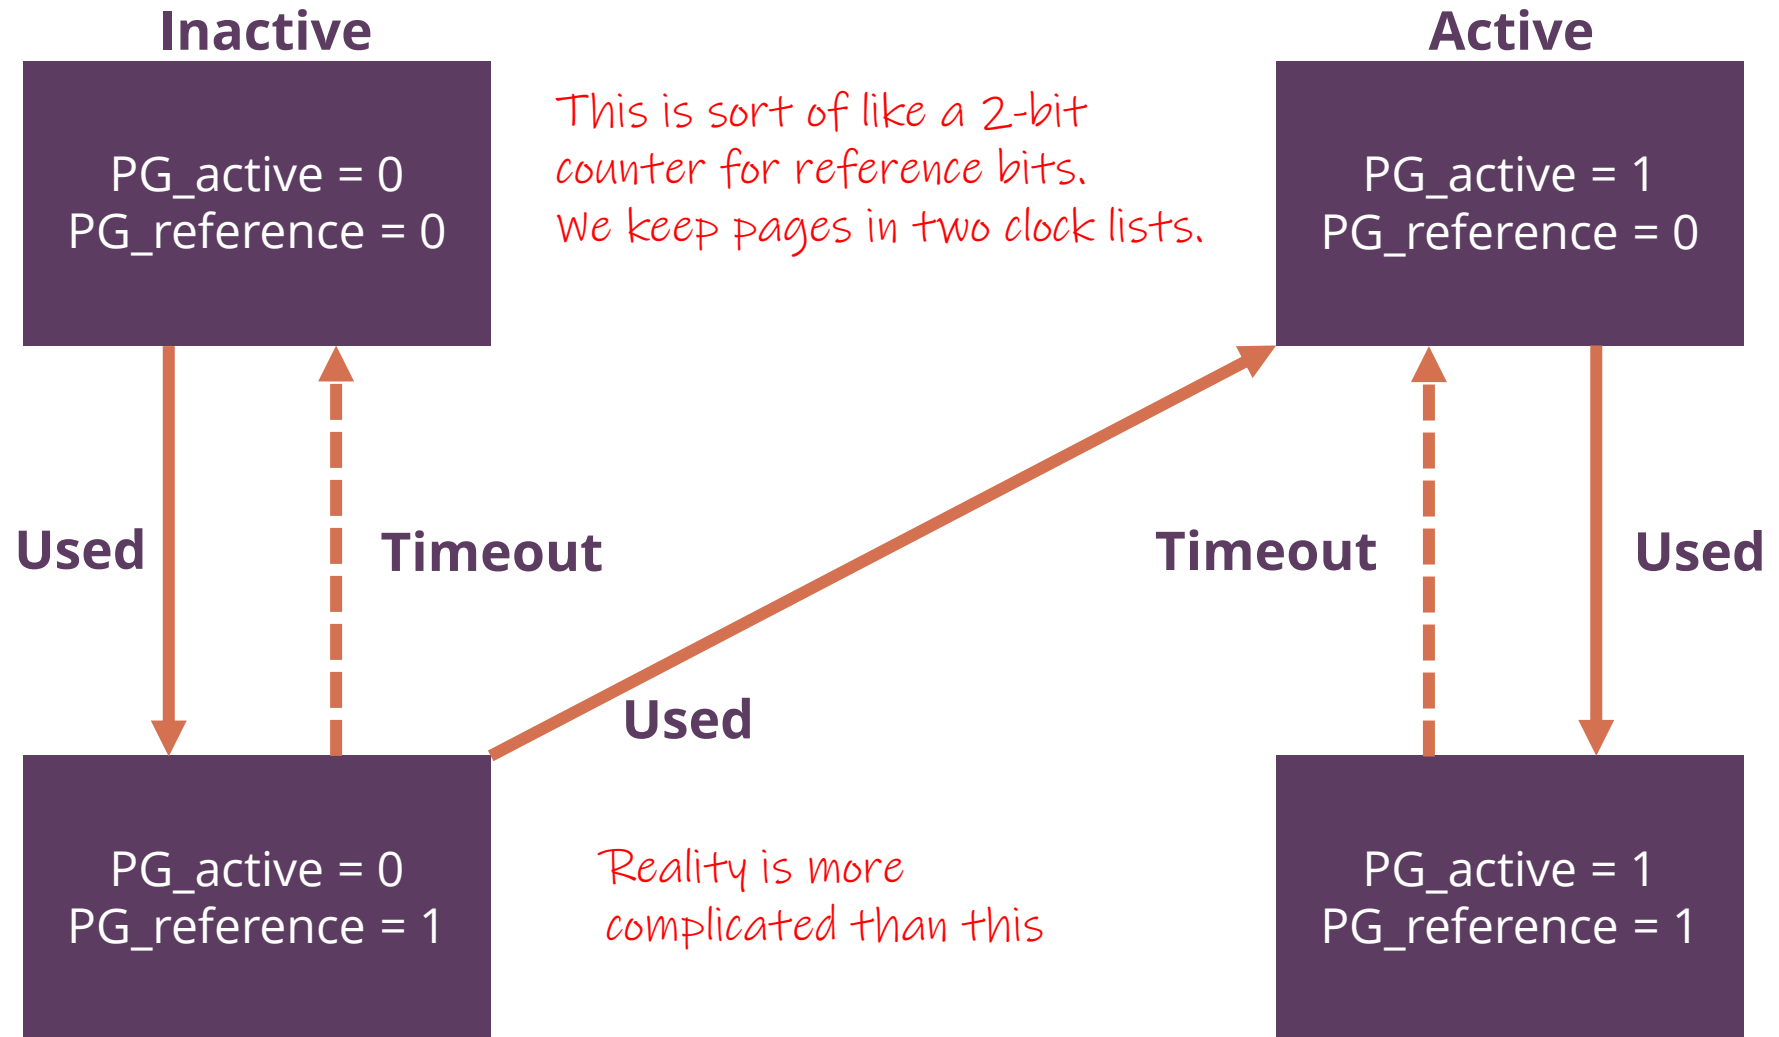 Inactive
Active
PG_active = 0
PG_reference = 0
This is sort of like a 2-bit
counter for reference bits.
We keep pages in two clock lists.
PG_active = 1
PG_reference = 0
Used
Timeout
Timeout
Used
Used
PG_active = 0
PG_reference = 1
Reality is more
complicated than this
PG_active = 1
PG_reference = 1